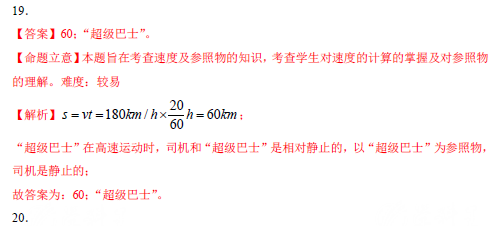 19.
【答案】60；“超级巴士”。
【命题立意】本题旨在考查速度及参照物的知识，考查学生对速度的计算的掌握及对参照物
的理解。难度：较易
【解析】s = vt = 180km / h × 20/60 h = 60km；
“超级巴士”在高速运动时，司机和“超级巴士”是相对静止的，以“超级巴士”为参照物，
司机是静止的；
故答案为：60；“超级巴士”。
20.